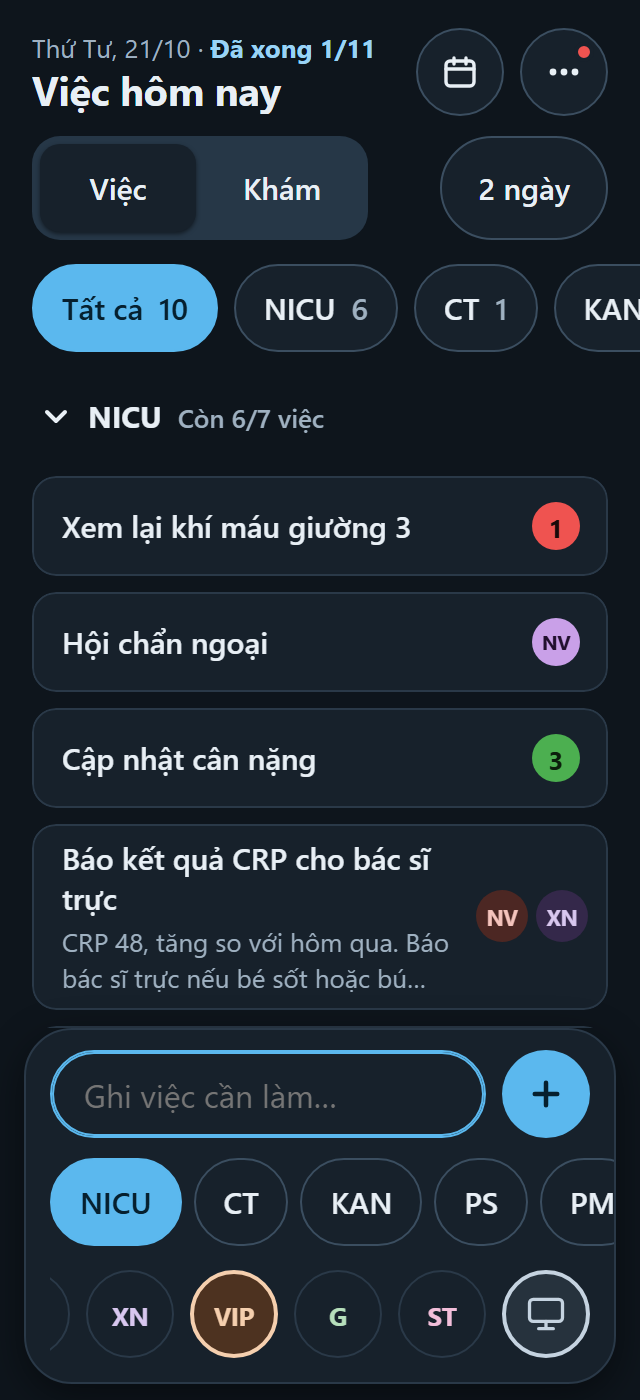 Thứ Tư, 21/10 · Đã xong 1/11
Việc hôm nay
Việc
Khám
2 ngày
Tất cả 10
NICU 6
CT 1
KAN
NICU Còn 6/7 việc
Xem lại khí máu giường 3
1
Hội chẩn ngoại
NV
Cập nhật cân nặng
3
Báo kết quả CRP cho bác sĩ
trực
CRP 48, tăng so với hôm qua. Báo
bác sĩ trực nếu bé sốt hoặc bú...
NV
XN
Ghi việc cần làm...
NICU
CT
KAN
PS
PM
XN
VIP
G
ST